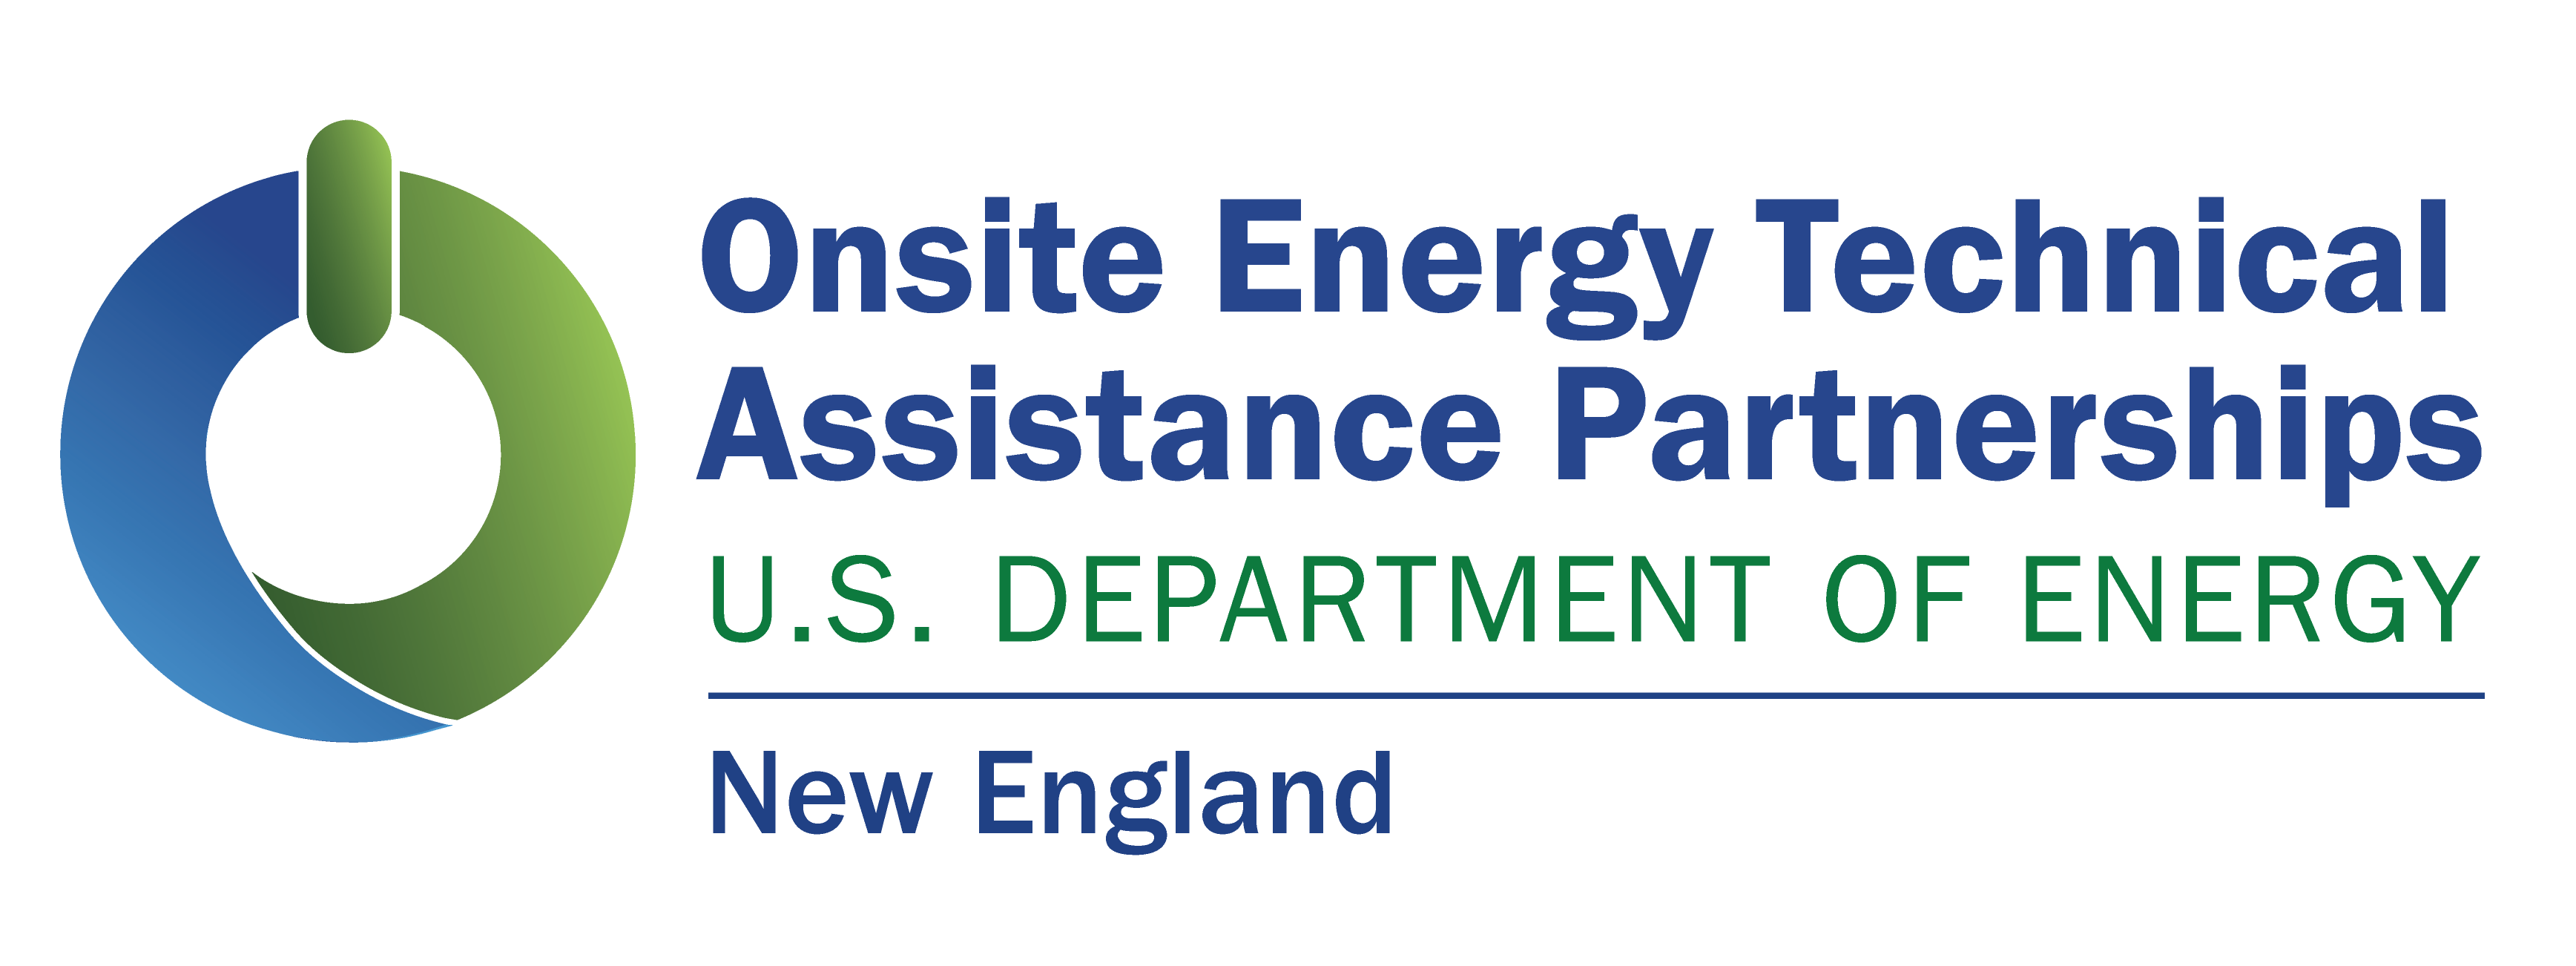 Onsite Energy Technical
Assistance Partnerships
U.S. DEPARTMENT OF ENERGY
New England